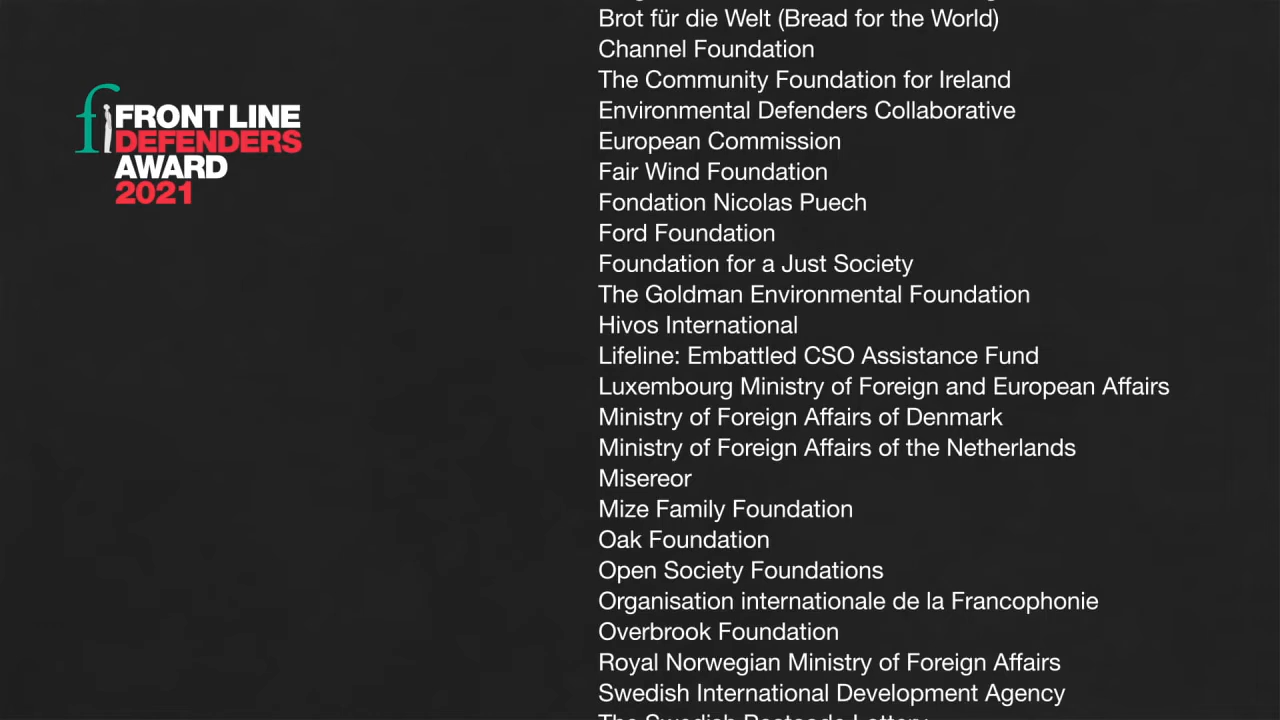 FRONT LINE
DEFENDERS
AWARD
2021
Brot für die Welt (Bread for the World)
Channel Foundation
The Community Foundation for Ireland
Environmental Defenders Collaborative
European Commission
Fair Wind Foundation
Fondation Nicolas Puech
Ford Foundation
Foundation for a Just Society
The Goldman Environmental Foundation
Hivos International
Lifeline: Embattled CSO Assistance Fund
Luxembourg Ministry of Foreign and European Affairs
Ministry of Foreign Affairs of Denmark
Ministry of Foreign Affairs of the Netherlands
Misereor
Mize Family Foundation
Oak Foundation
Open Society Foundations
Organisation internationale de la Francophonie
Overbrook Foundation
Royal Norwegian Ministry of Foreign Affairs
Swedish International Development Agency
The Swedish Postcode Lottery